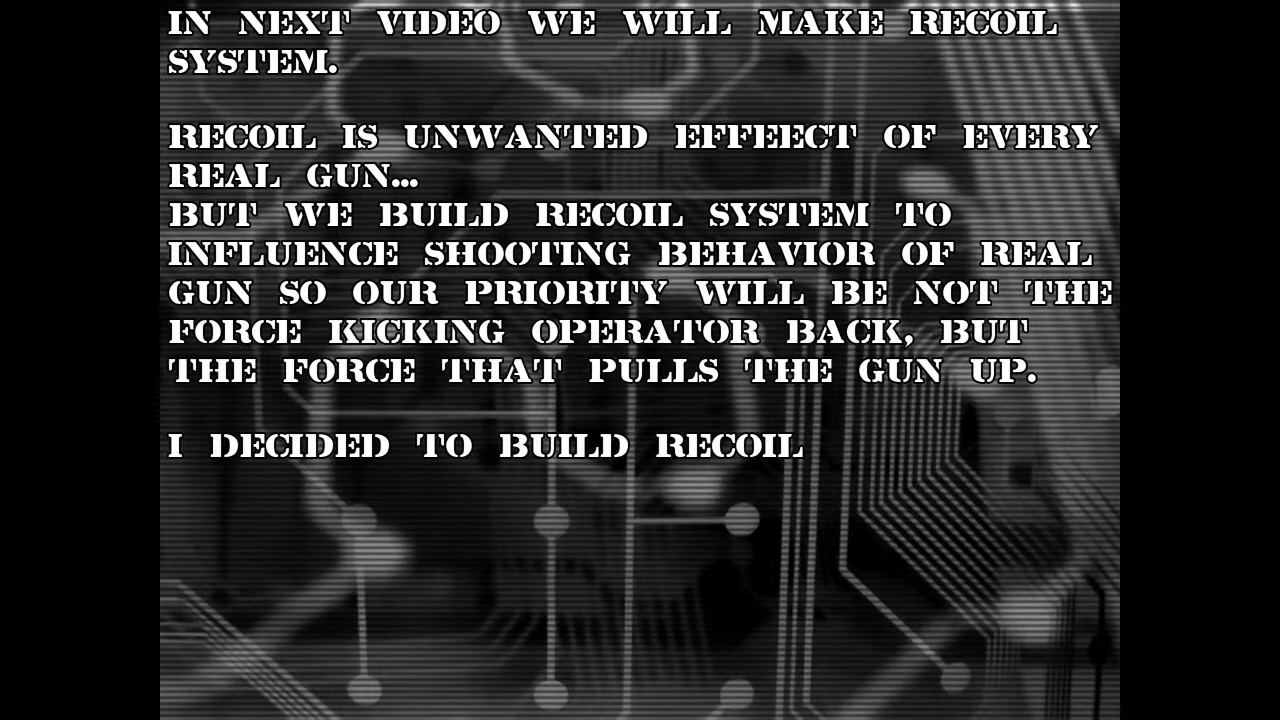 IN NEXT VIDEO WE WILL MAKE RECOIL
SYSTEM.
RECOIL IS UNWANTED EFFEECT OF EVERY
REAL GUN...
BUT WE BUILD RECOIL SYSTEM TO
INFLUENCE SHOOTING BEHAVIOR OF REAL
GUN SO OUR PRIORITY WILL BE NOT THE
FORCE KICKING OPERATOR BACK, BUT
THE FORCE THAT PULLS THE GUN UP.
I DECIDED TO BUILD RECOIL